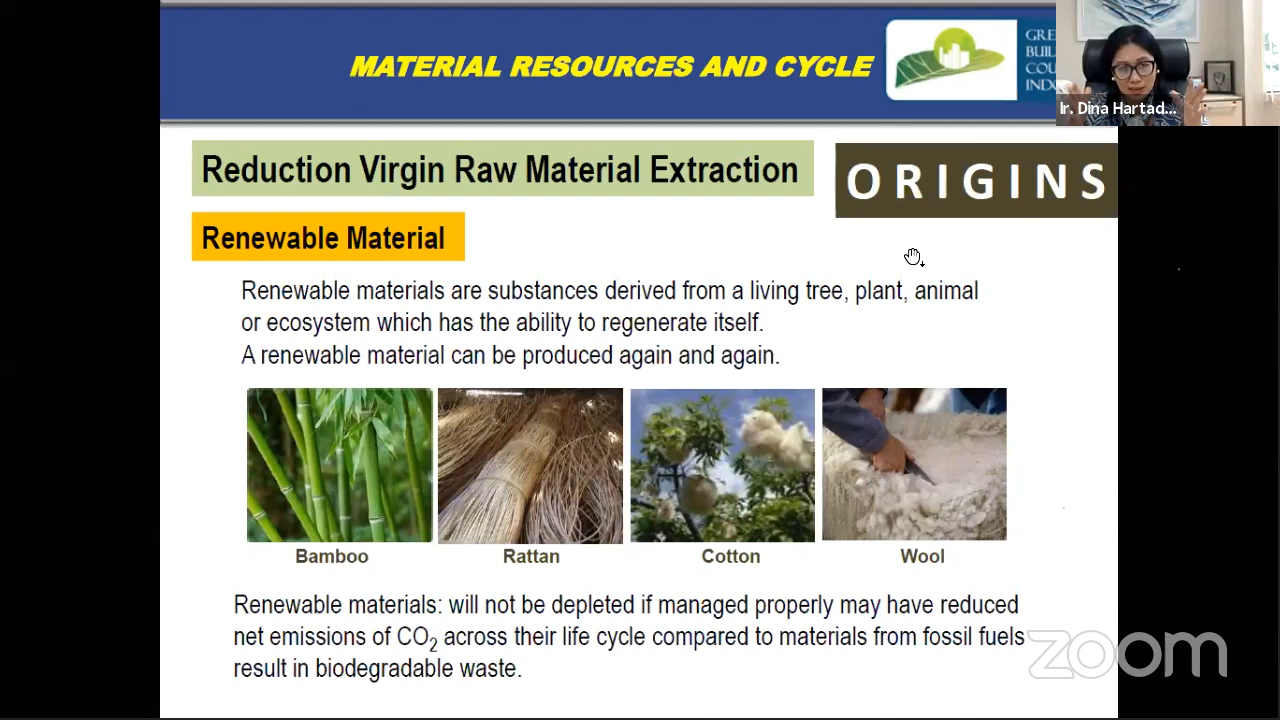 MATERIAL RESOURCES AND CYCLE
GRE
BUIL
COU
INDO
Ir. Dina Hartad...
Reduction Virgin Raw Material Extraction
ORIGINS
Renewable Material
Renewable materials are substances derived from a living tree, plant, animal
or ecosystem which has the ability to regenerate itself.
A renewable material can be produced again and again.
Bamboo
Rattan
Cotton
Wool
Renewable materials: will not be depleted if managed properly may have reduced
net emissions of CO₂ across their life cycle compared to materials from fossil fuels
result in biodegradable waste.
zoom